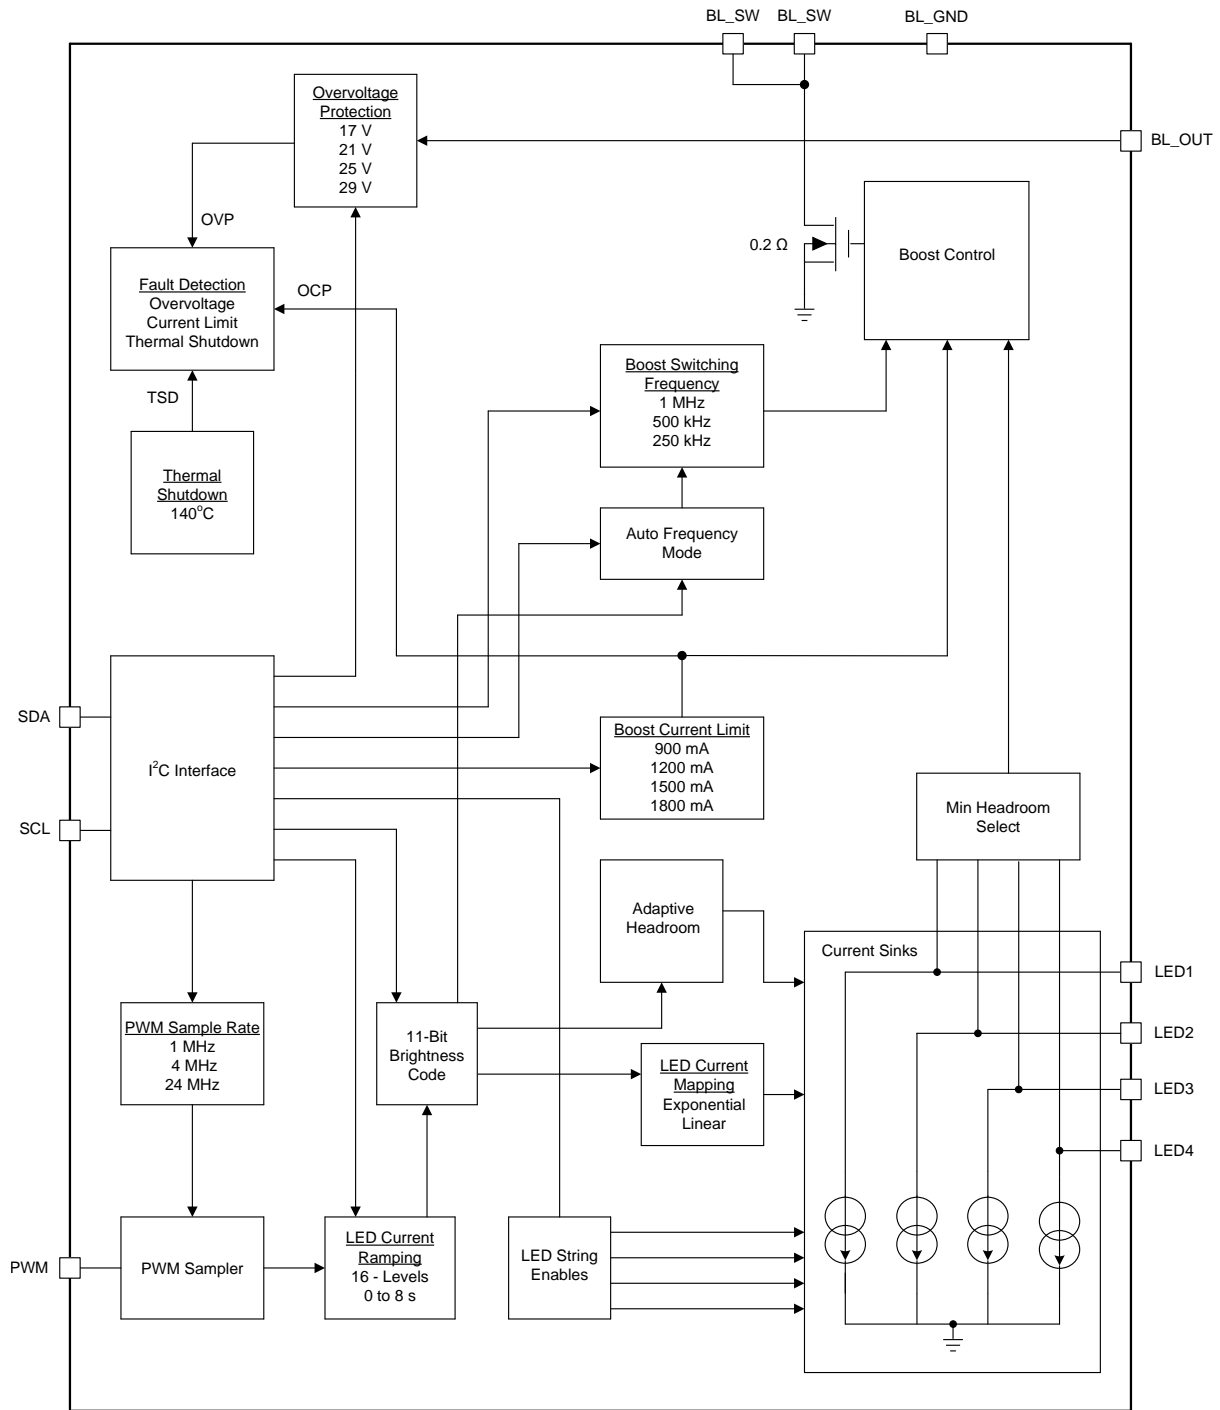 BL_SW
BL_SW
BL_GND
Overvoltage
Protection
17 V
21 V
25 V
29 V
BL_OUT
OVP
0.2 Ω
Boost Control
Fault Detection
Overvoltage
Current Limit
Thermal Shutdown
OCP
TSD
Boost Switching
Frequency
1 MHz
500 kHz
250 kHz
Thermal
Shutdown
140°C
Auto Frequency
Mode
SDA
SCL
I²C Interface
Boost Current Limit
900 mA
1200 mA
1500 mA
1800 mA
Min Headroom
Select
Adaptive
Headroom
Current Sinks
LED1
LED2
LED3
LED4
PWM Sample Rate
1 MHz
4 MHz
24 MHz
11-Bit
Brightness
Code
LED Current
Mapping
Exponential
Linear
PWM
PWM Sampler
LED Current
Ramping
16 - Levels
0 to 8 s
LED String
Enables